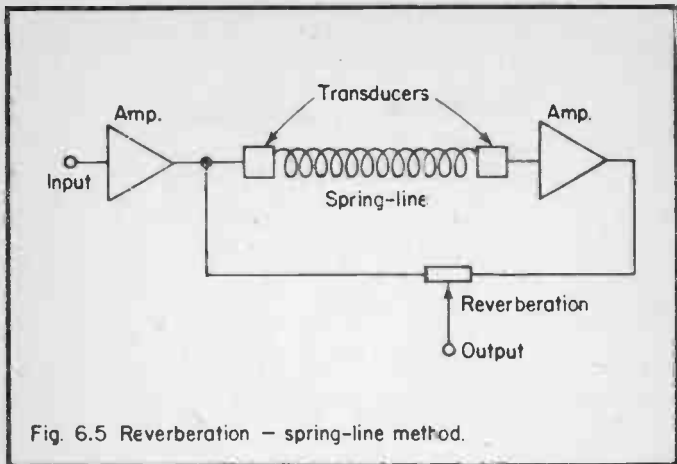 Transducers
Amp.
Amp.
Input
Spring-line
Reverberation
Output
Fig. 6.5 Reverberation – spring-line method.